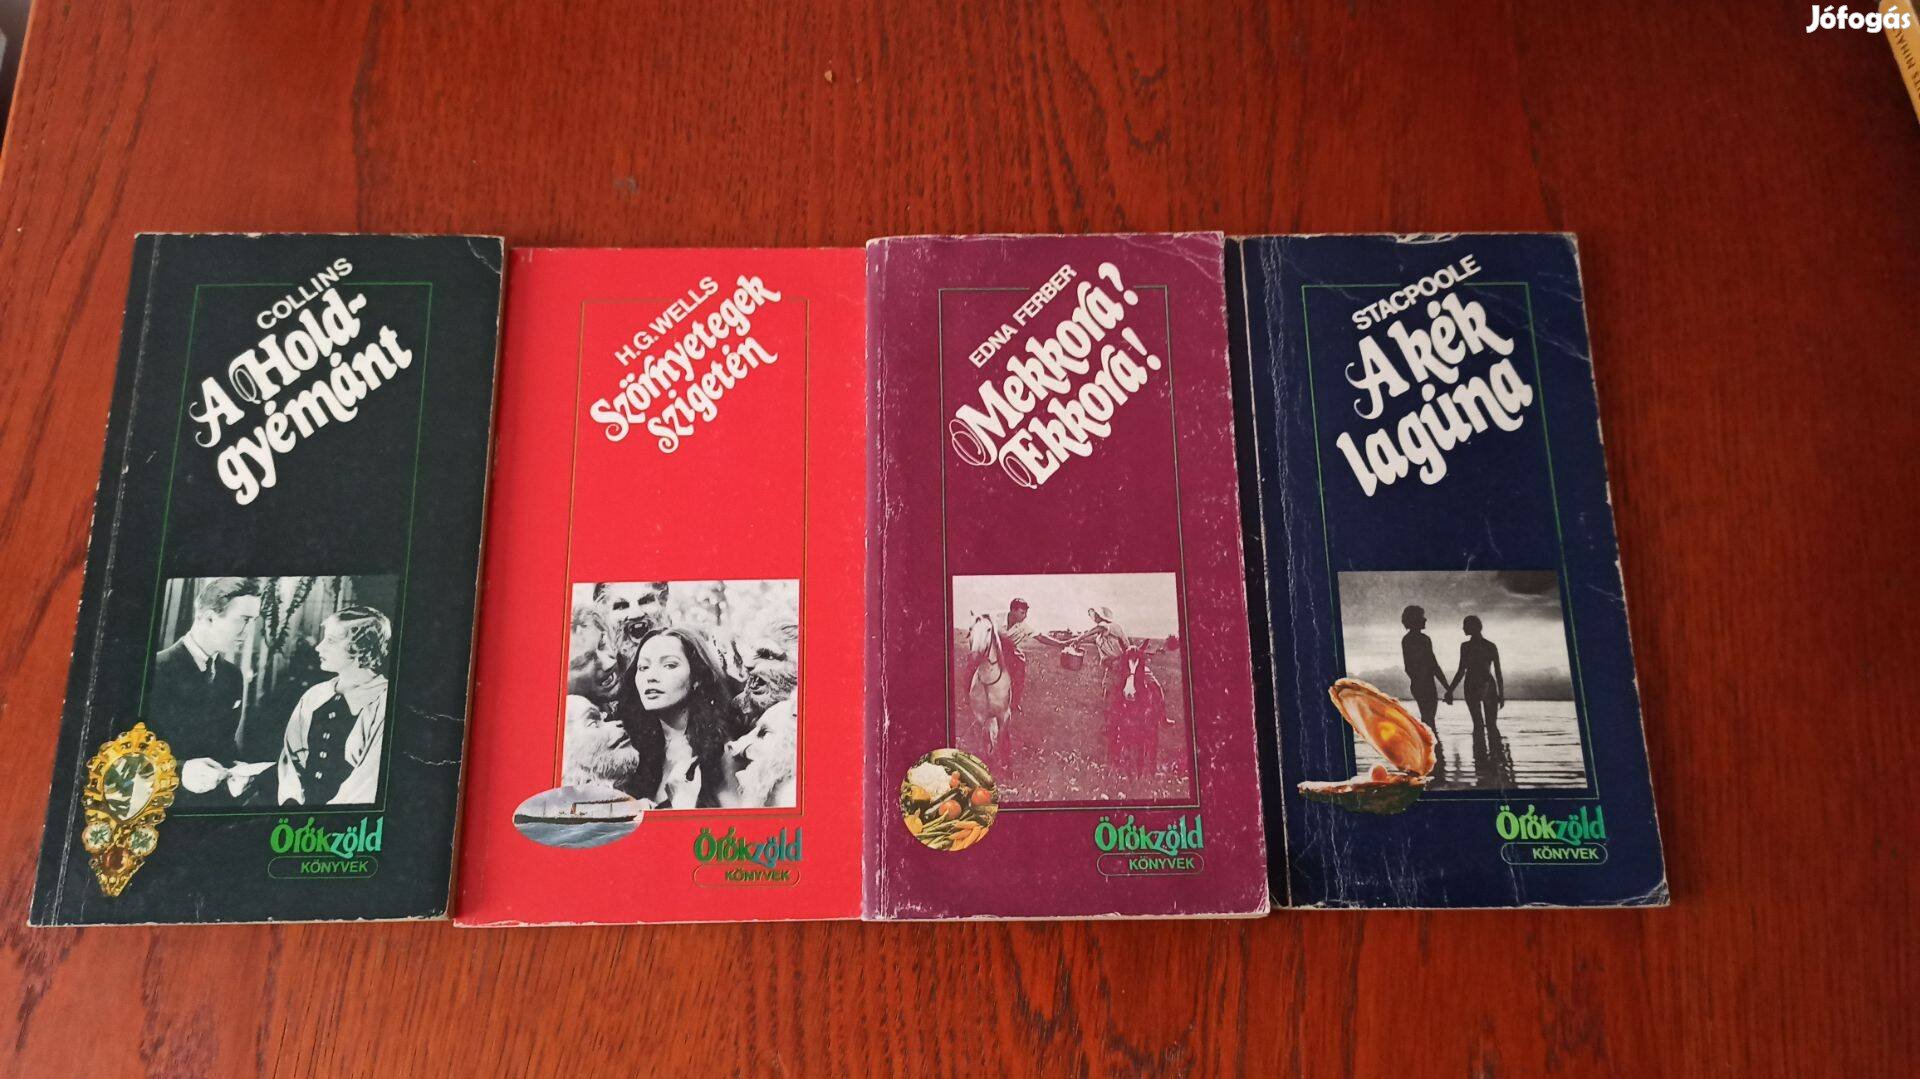 Jófogás
COLLINS
A Hold-
gyémánt
Örökzöld
KÖNYVEK
H.G. WELLS
Szörnyetegek
szigetén
Örökzöld
KÖNYVEK
EDNA FERBER
Mekkora?
Ekkora!
Örökzöld
KÖNYVEK
STACPOOLE
A kék
lagúna
Örökzöld
KÖNYVEK